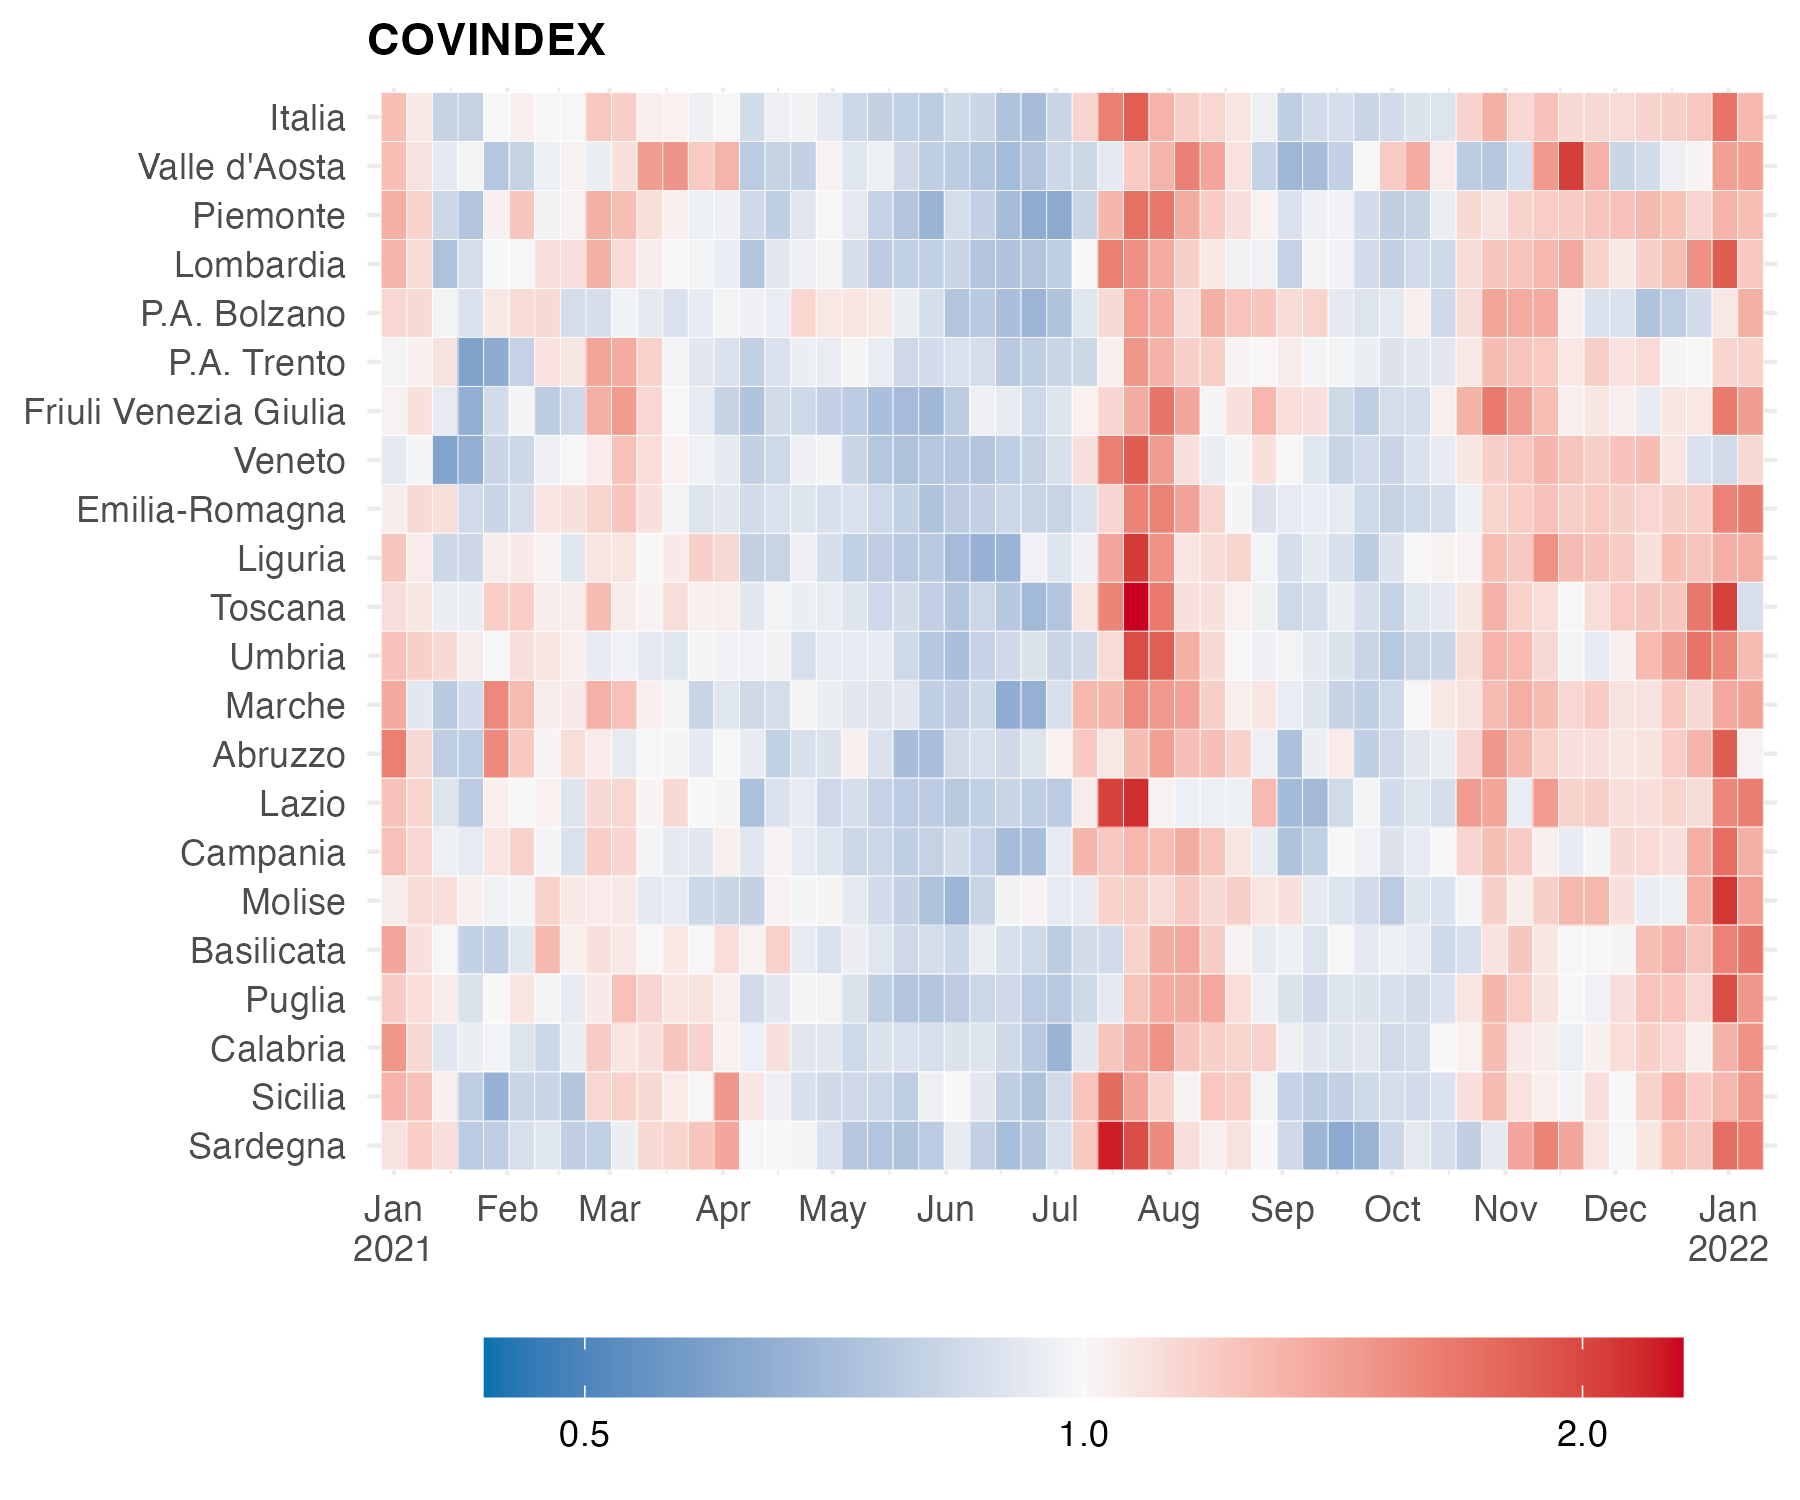 COVINDEX
Italia
Valle d'Aosta
Piemonte
Lombardia
P.A. Bolzano
P.A. Trento
Friuli Venezia Giulia
Veneto
Emilia-Romagna
Liguria
Toscana
Umbria
Marche
Abruzzo
Lazio
Campania
Molise
Basilicata
Puglia
Calabria
Sicilia
Sardegna
Jan Feb Mar Apr May Jun Jul Aug Sep Oct Nov Dec Jan
2021 2022
0.5 1.0 2.0